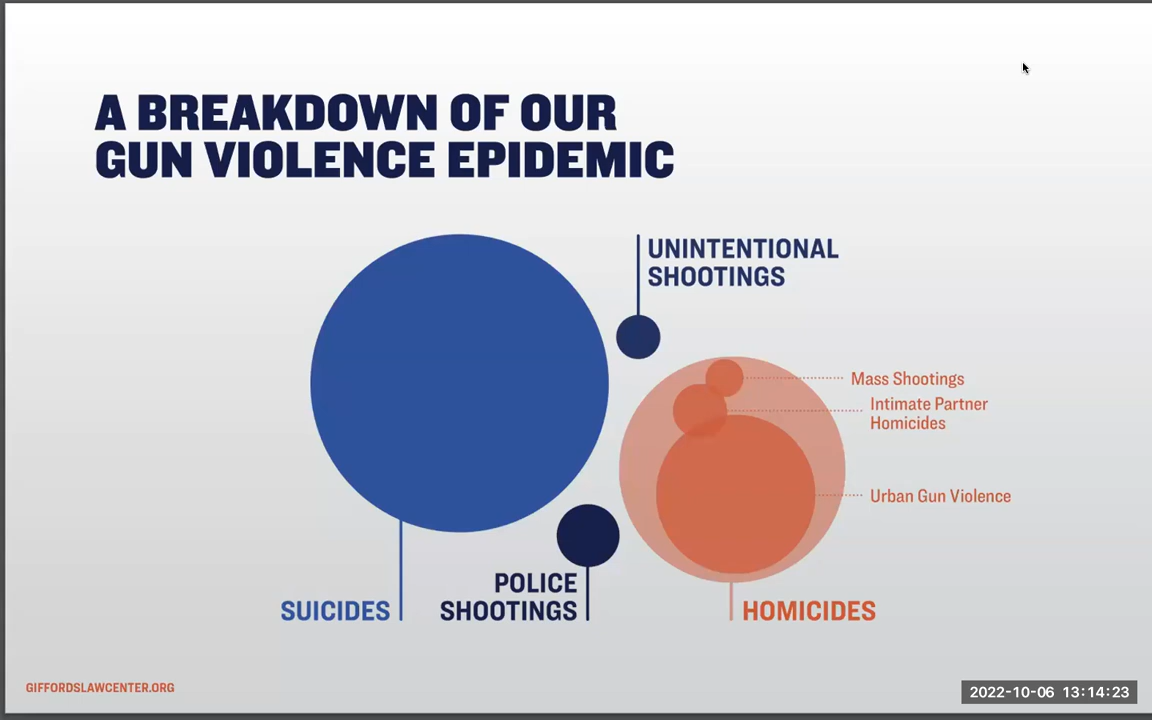 A BREAKDOWN OF OUR
GUN VIOLENCE EPIDEMIC
UNINTENTIONAL
SHOOTINGS
Mass Shootings
Intimate Partner
Homicides
Urban Gun Violence
POLICE
SHOOTINGS
SUICIDES
HOMICIDES
GIFFORDSLAWCENTER.ORG
2022-10-06 13:14:23